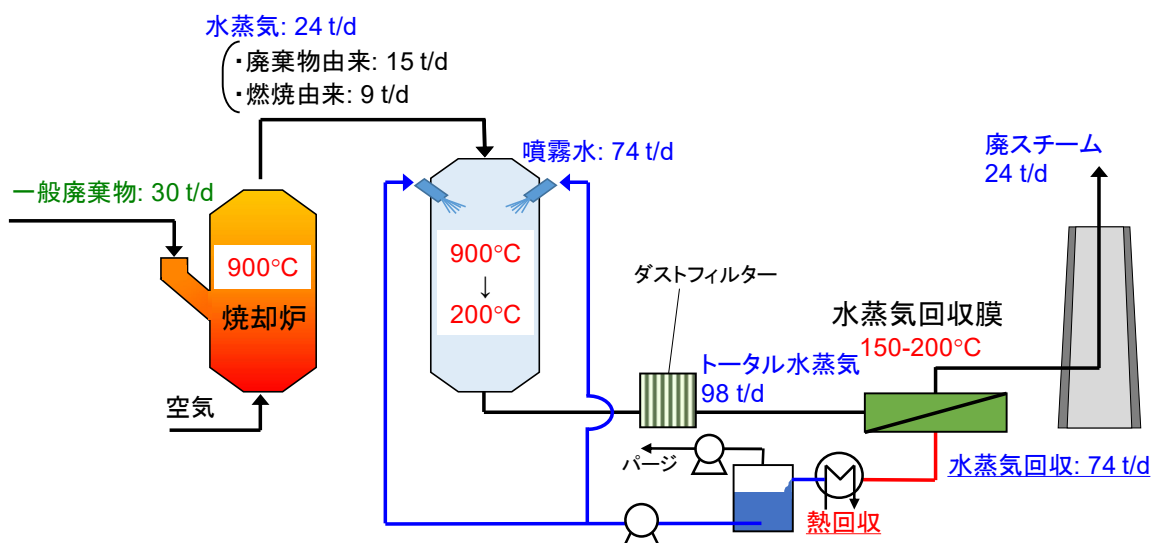 水蒸気: 24 t/d
・廃棄物由来: 15 t/d
・燃焼由来: 9 t/d
噴霧水: 74 t/d
廃スチーム
24 t/d
一般廃棄物: 30 t/d
900°C
焼却炉
900°C
↓
200°C
ダストフィルター
水蒸気回収膜
150-200°C
トータル水蒸気
98 t/d
空気
パージ
水蒸気回収: 74 t/d
熱回収